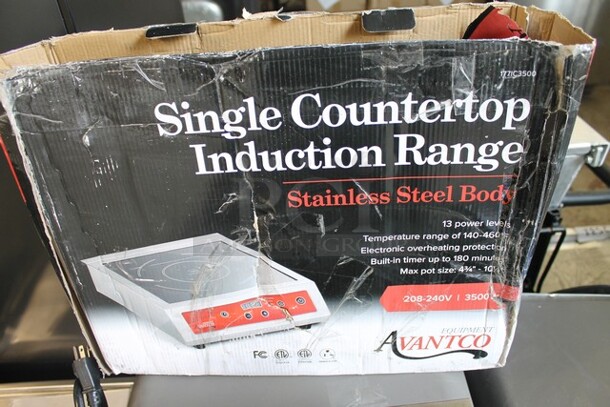 177IC3500
Single Countertop
Induction Range
Stainless Steel Body
13 power levels
Temperature range of 140-460
Electronic overheating protection
Built-in timer up to 180 minutes
Max pot size: 4¾" - 10
208-240V | 3500
EQUIPMENT
AVANTCO
FC